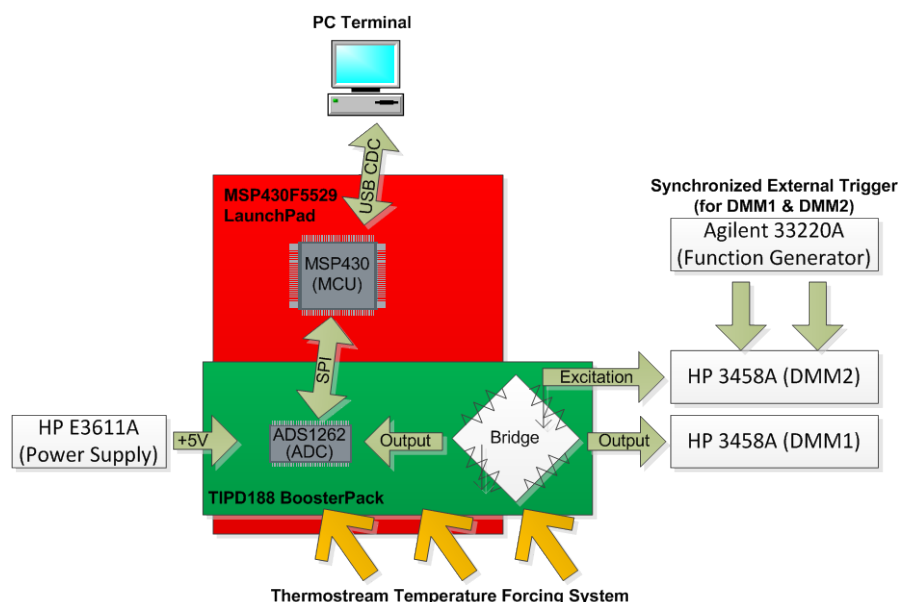 PC Terminal
USB CDC
MSP430F5529
LaunchPad
MSP430
(MCU)
SPI
Synchronized External Trigger
(for DMM1 & DMM2)
Agilent 33220A
(Function Generator)
Excitation
HP 3458A (DMM2)
HP E3611A
(Power Supply)
+5V
ADS1262
(ADC)
Output
Bridge
Output
HP 3458A (DMM1)
TIPD188 BoosterPack
Thermostream Temperature Forcing System